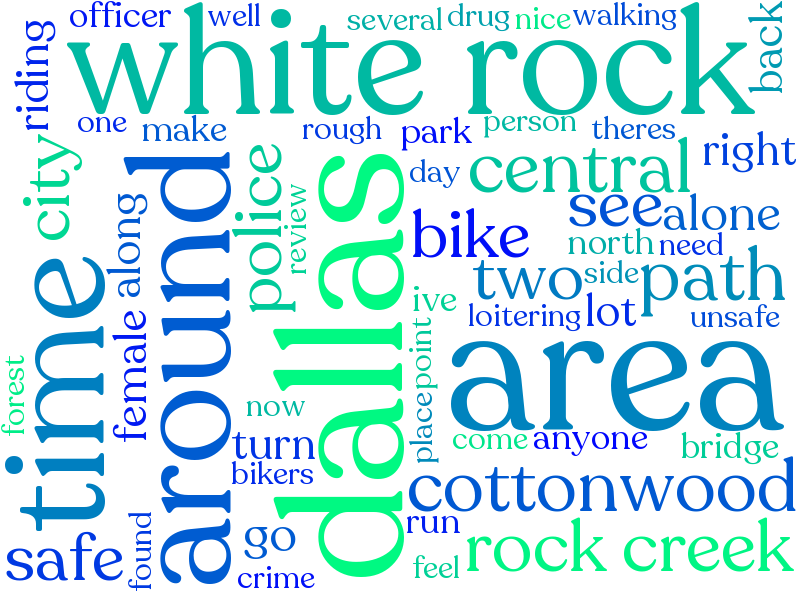 officer
well
several
drug
nice
walking
back
riding
white rock
one
make
rough
park
person
theres
right
city
time
along
around
police
review
dallas
day
central
see
alone
bike
north
need
two
side
path
ive
loitering
lot
unsafe
forest
female
placepoint
area
now
turn
come
anyone
bridge
bikers
cottonwood
safe
found
go
run
rock creek
crime
feel